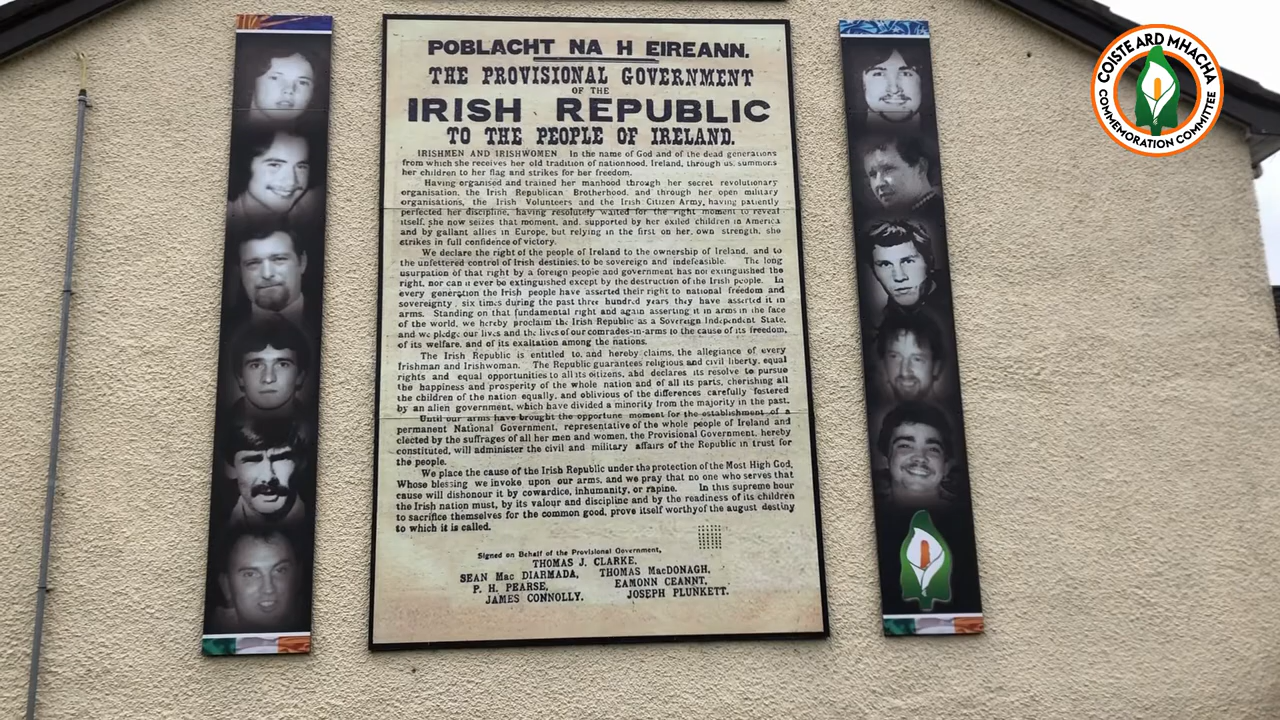 POBLACHT NA H EIREANN.
THE PROVISIONAL GOVERNMENT
OF THE
IRISH REPUBLIC
TO THE PEOPLE OF IRELAND.
IRISHMEN AND IRISHWOMEN In the name of God and of the dead generations
from which she receives her old tradition of nationhood, Ireland, through us, summons
her children to her flag and strikes for her freedom.
Having organised and trained her manhood through her secret revolutionary
organisation, the Irish Republican Brotherhood, and through her open military
organisations, the Irish Volunteers and the Irish Citizen Army, having patiently
perfected her discipline, having resolutely waited for the right moment to reveal
itself, she now seizes that moment, and, supported by her exiled children in America
and by gallant allies in Europe, but relying in the first on her own strength, she
strikes in full confidence of victory.
We declare the right of the people of Ireland to the ownership of Ireland, and to
the unfettered control of Irish destinies, to be sovereign and indefeasible. The long
usurpation of that right by a foreign people and government has not extinguished the
right, nor can it ever be extinguished except by the destruction of the Irish people. In
every generation the Irish people have asserted their right to national freedom and
sovereignty, six times during the past three hundred years they have asserted it in
arms. Standing on that fundamental right and again asserting it in arms in the face
of the world, we hereby proclaim the Irish Republic as a Sovereign Independent State,
and we pledge our lives and the lives of our comrades-in-arms to the cause of its freedom,
of its welfare, and of its exaltation among the nations.
The Irish Republic is entitled to, and hereby claims, the allegiance of every
Irishman and Irishwoman. The Republic guarantees religious and civil liberty, equal
rights and equal opportunities to all its citizens, and declares its resolve to pursue
the happiness and prosperity of the whole nation and of all its parts, cherishing all
the children of the nation equally, and oblivious of the differences carefully fostered
by an alien government, which have divided a minority from the majority in the past.
Until our arms have brought the opportune moment for the establishment of a
permanent National Government, representative of the whole people of Ireland and
elected by the suffrages of all her men and women, the Provisional Government, hereby
constituted, will administer the civil and military affairs of the Republic in trust for
the people.
We place the cause of the Irish Republic under the protection of the Most High God,
Whose blessing we invoke upon our arms, and we pray that no one who serves that
cause will dishonour it by cowardice, inhumanity, or rapine. In this supreme hour
the Irish nation must, by its valour and discipline and by the readiness of its children
to sacrifice themselves for the common good, prove itself worthy of the august destiny
to which it is called.
Signed on Behalf of the Provisional Government,
THOMAS J. CLARKE,
SEAN Mac DIARMADA, THOMAS MacDONAGH,
P. H. PEARSE, EAMONN CEANNT,
JAMES CONNOLLY. JOSEPH PLUNKETT.
COISTE ARD MHACHA
COMMEMORATION COMMITTEE